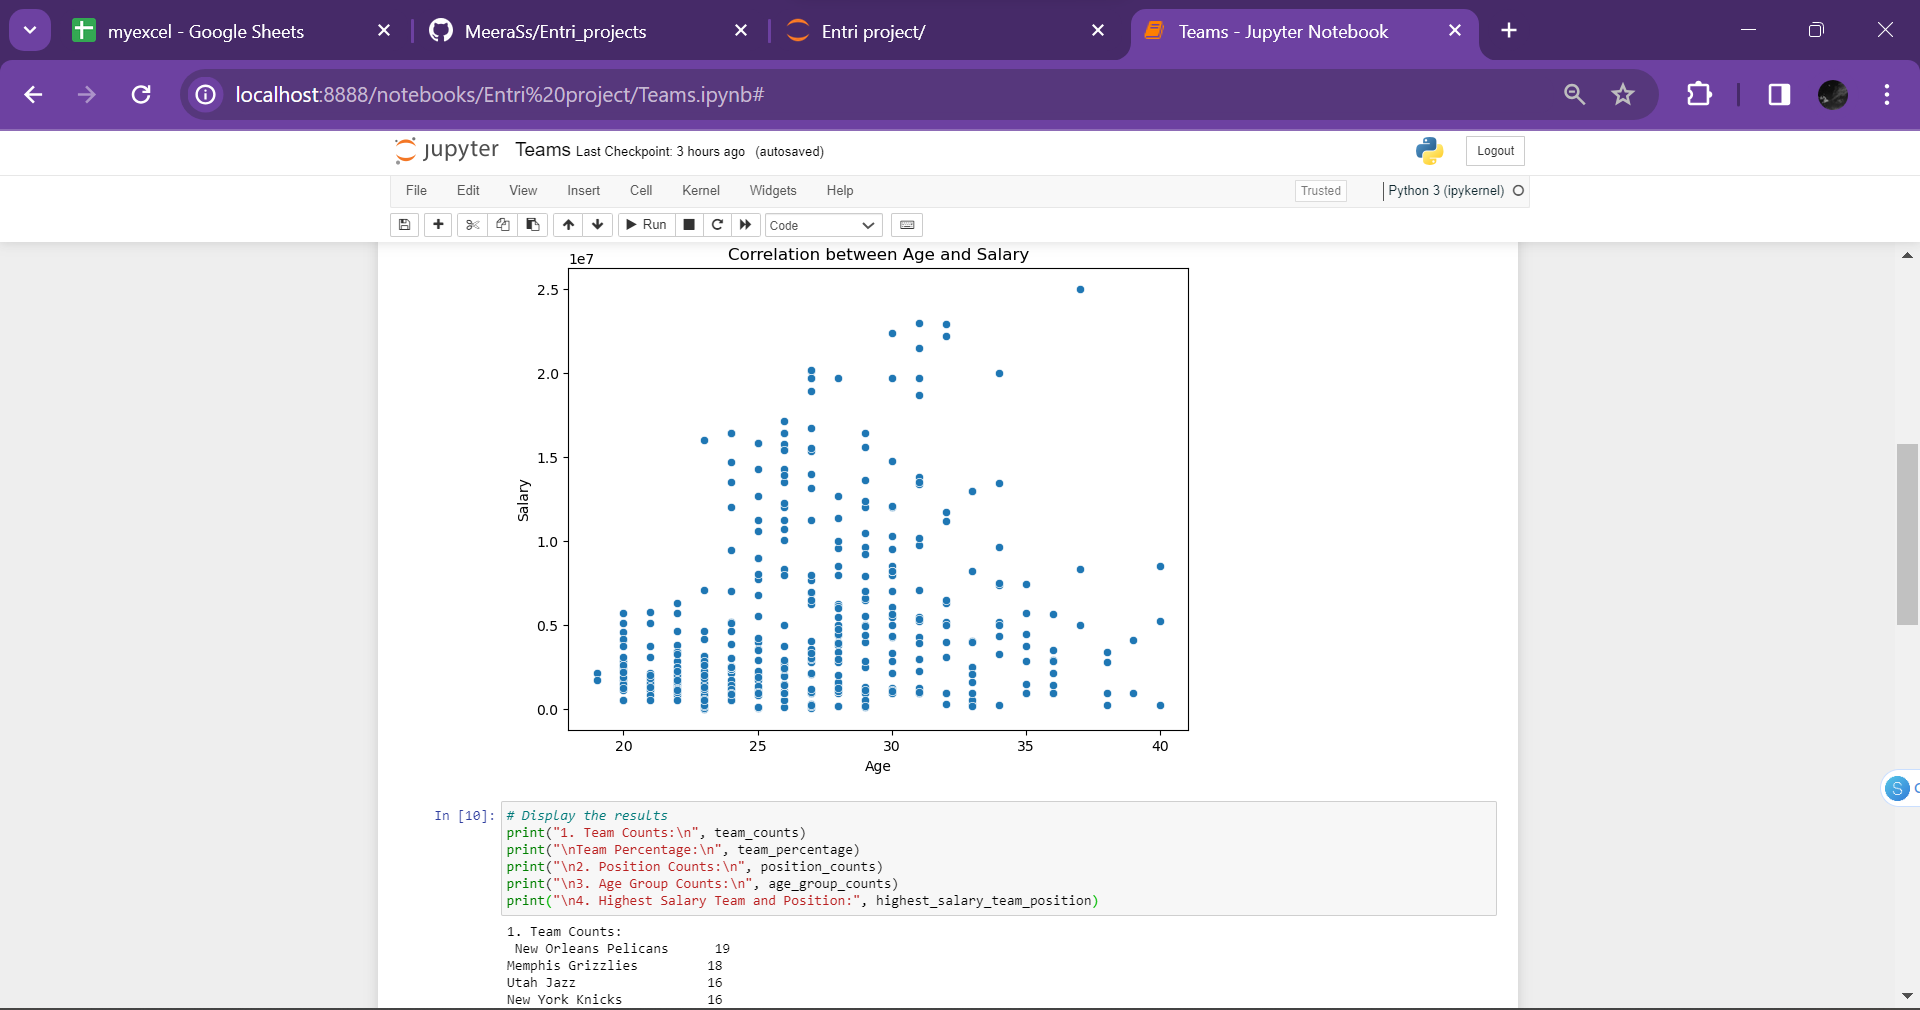 myexcel - Google Sheets
MeeraSs/Entri_projects
Entri project/
Teams - Jupyter Notebook
localhost:8888/notebooks/Entri%20project/Teams.ipynb#
jupyter Teams Last Checkpoint: 3 hours ago (autosaved)
Logout
File Edit View Insert Cell Kernel Widgets Help
Trusted
Python 3 (ipykernel)
Run
Code
Correlation between Age and Salary
1e7
2.5
2.0
1.5
1.0
0.5
0.0
Salary
20 25 30 35 40
Age
In [10]: # Display the results
print("1. Team Counts:\n", team_counts)
print("\nTeam Percentage:\n", team_percentage)
print("\n2. Position Counts:\n", position_counts)
print("\n3. Age Group Counts:\n", age_group_counts)
print("\n4. Highest Salary Team and Position:", highest_salary_team_position)
1. Team Counts:
New Orleans Pelicans 19
Memphis Grizzlies 18
Utah Jazz 16
New York Knicks 16
S